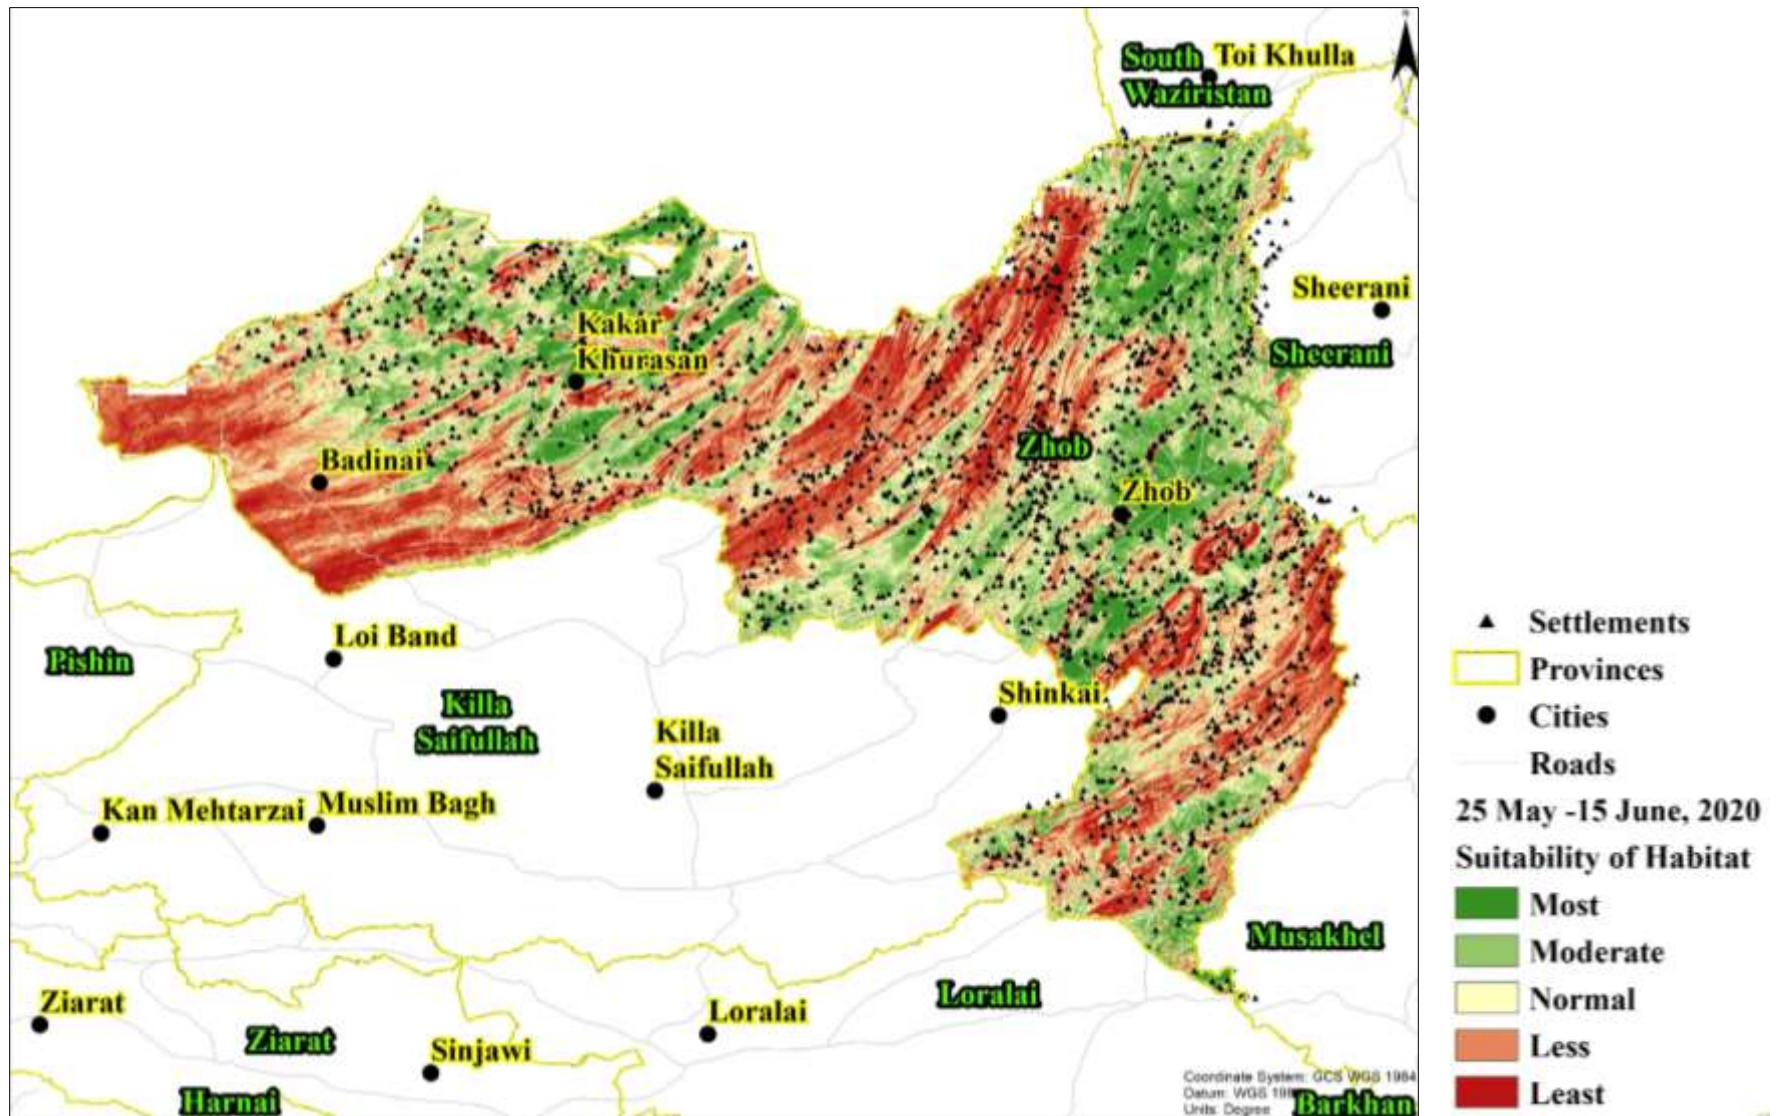 South
Waziristan
Toi Khulla
Sheerani
Sheerani
Kakar
Khurasan
Badinai
Zhob
Zhob
Loi Band
Pishin
Killa
Saifullah
Shinkai
Killa
Saifullah
Kan Mehtarzai
Muslim Bagh
Musakhel
Loralai
Ziarat
Loralai
Ziarat
Sinjawi
Harnai
Barkhan
Coordinate System: GCS WGS 1984
Datum: WGS
Units: Degree
Settlements
Provinces
Cities
Roads
25 May -15 June, 2020
Suitability of Habitat
Most
Moderate
Normal
Less
Least